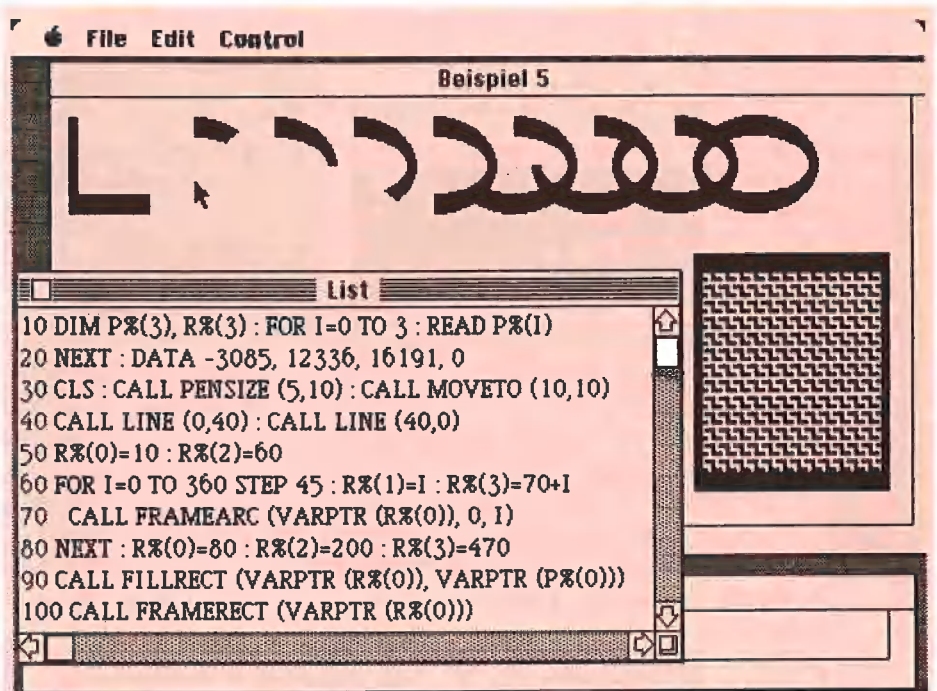 File Edit Control
Beispiel 5
List
10 DIM P%(3), R%(3) : FOR I=0 TO 3 : READ P%(I)
20 NEXT : DATA -3085, 12336, 16191, 0
30 CLS : CALL PENSIZE (5,10) : CALL MOVETO (10,10)
40 CALL LINE (0,40) : CALL LINE (40,0)
50 R%(0)=10 : R%(2)=60
60 FOR I=0 TO 360 STEP 45 : R%(1)=I : R%(3)=70+I
70 CALL FRAMEARC (VARPTR (R%(0)), 0, I)
80 NEXT : R%(0)=80 : R%(2)=200 : R%(3)=470
90 CALL FILLRECT (VARPTR (R%(0)), VARPTR (P%(0)))
100 CALL FRAMERECT (VARPTR (R%(0)))